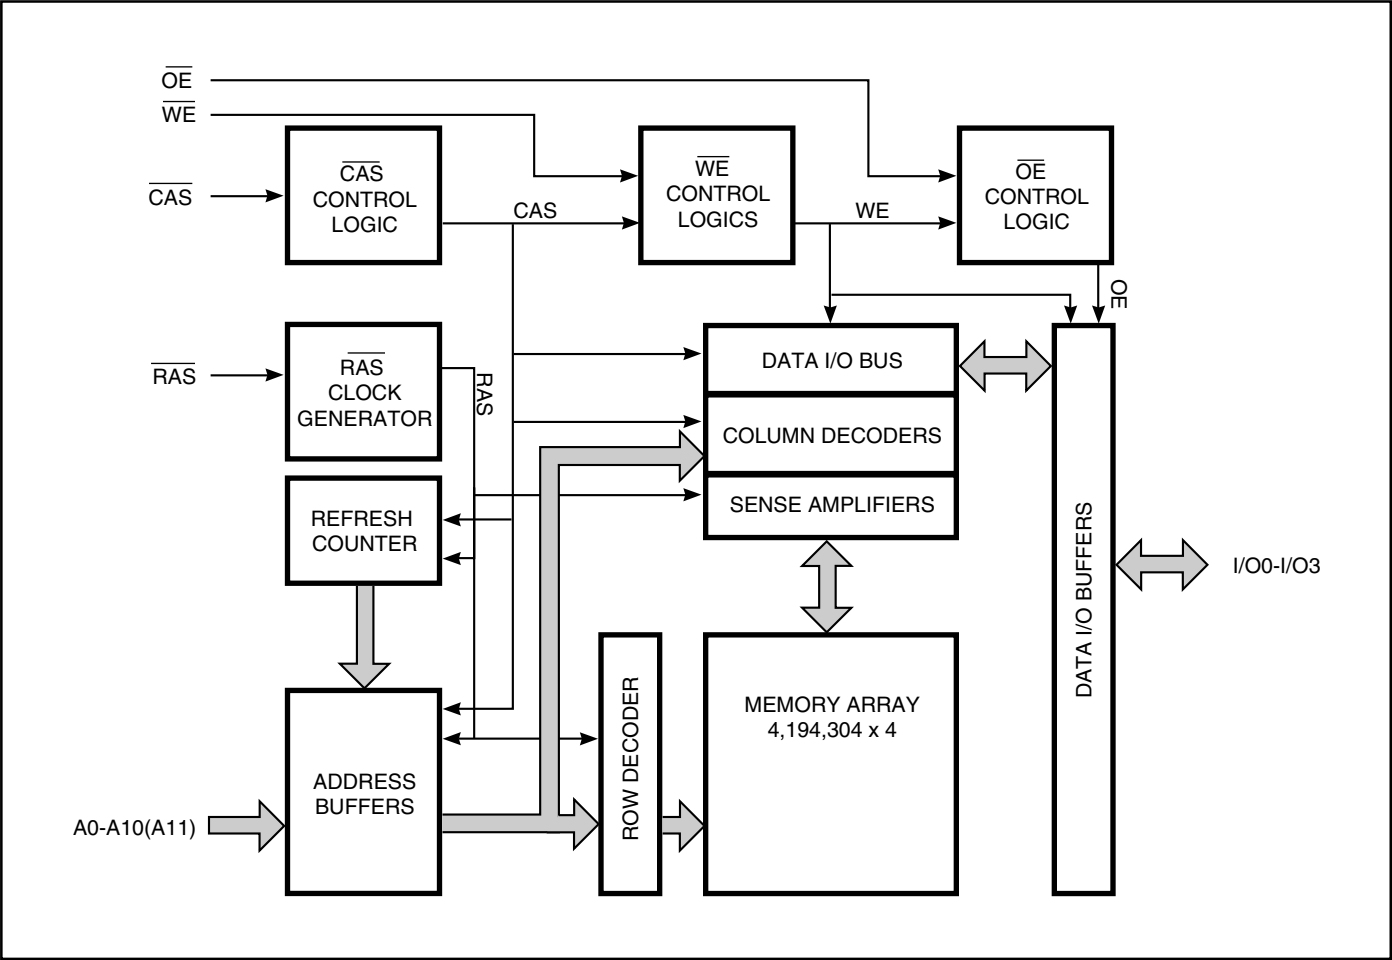 OE
WE
CAS
CAS
CONTROL
LOGIC
CAS
WE
CONTROL
LOGICS
WE
OE
CONTROL
LOGIC
OE
RAS
RAS
CLOCK
GENERATOR
RAS
DATA I/O BUS
COLUMN DECODERS
SENSE AMPLIFIERS
REFRESH
COUNTER
DATA I/O BUFFERS
I/O0-I/O3
ADDRESS
BUFFERS
A0-A10(A11)
ROW DECODER
MEMORY ARRAY
4,194,304 x 4